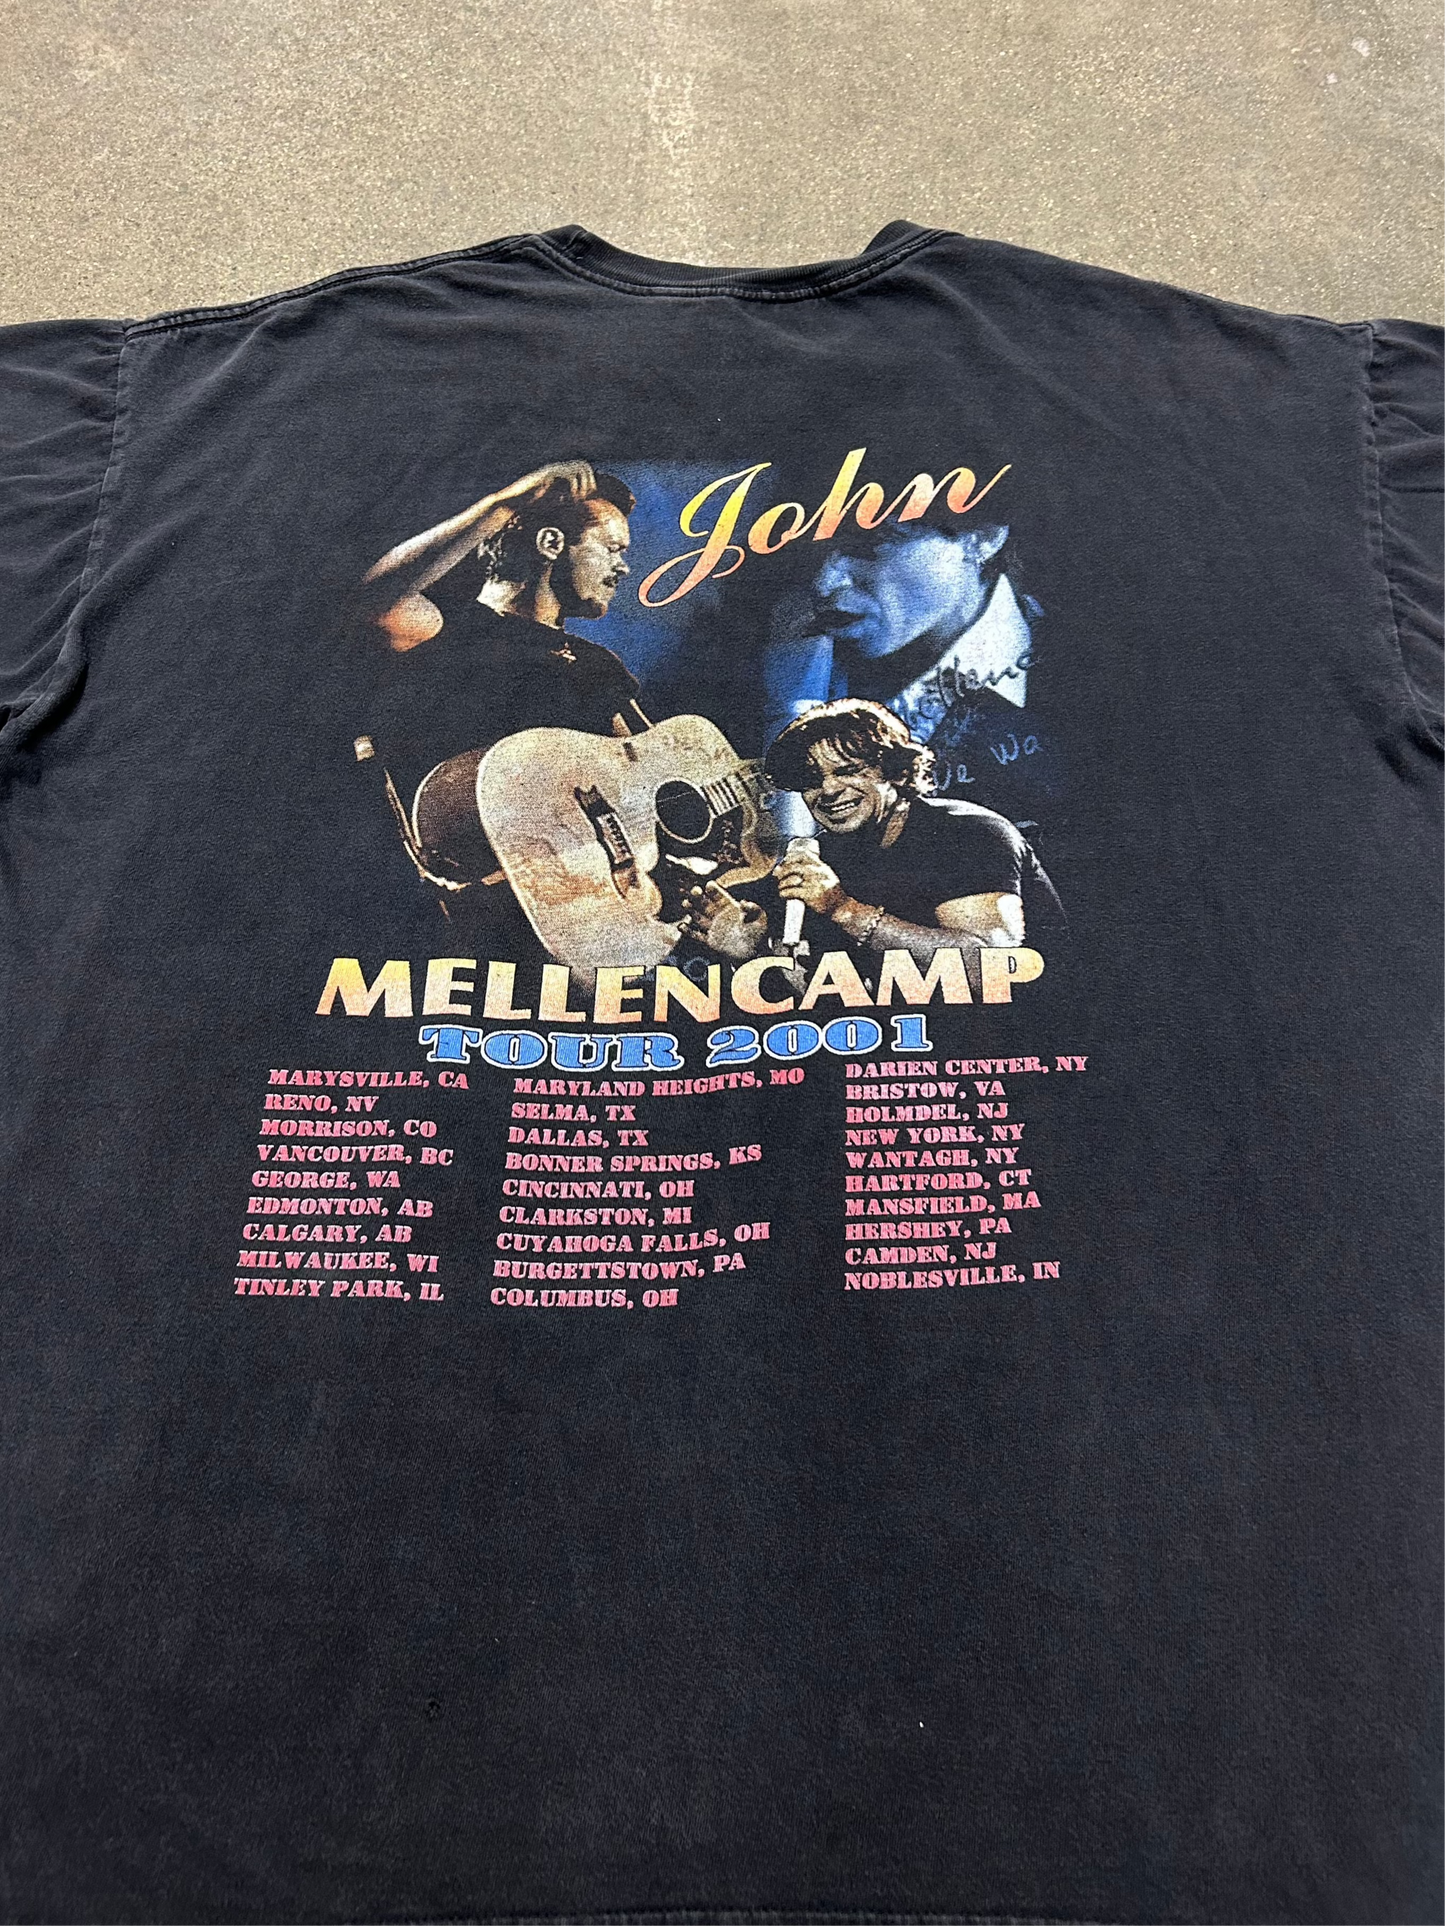 John
We Wa
MELLENCAMP
TOUR 2001
MARYSVILLE, CA
RENO, NV
MORRISON, CO
VANCOUVER, BC
GEORGE, WA
EDMONTON, AB
CALGARY, AB
MILWAUKEE, WI
TINLEY PARK, IL
MARYLAND HEIGHTS, MO
SELMA, TX
DALLAS, TX
BONNER SPRINGS, KS
CINCINNATI, OH
CLARKSTON, MI
CUYAHOGA FALLS, OH
BURGETTSTOWN, PA
COLUMBUS, OH
DARIEN CENTER, NY
BRISTOW, VA
HOLMDEL, NJ
NEW YORK, NY
WANTAGH, NY
HARTFORD, CT
MANSFIELD, MA
HERSHEY, PA
CAMDEN, NJ
NOBLESVILLE, IN